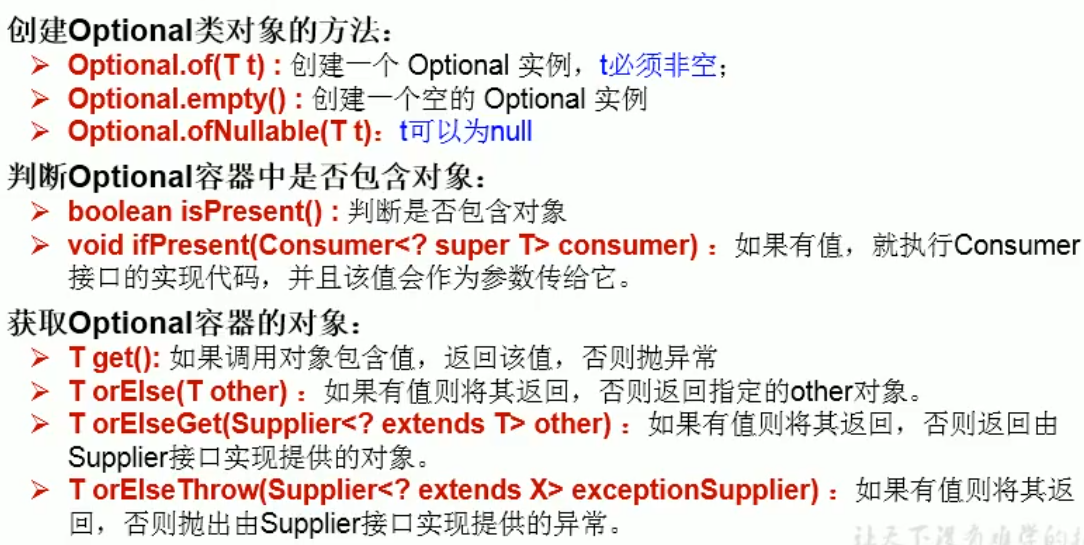 创建Optional类对象的方法：
➢ Optional.of(T t) : 创建一个 Optional 实例，t必须非空；
➢ Optional.empty() : 创建一个空的 Optional 实例
➢ Optional.ofNullable(T t)：t可以为null
判断Optional容器中是否包含对象：
➢ boolean isPresent() : 判断是否包含对象
➢ void ifPresent(Consumer<? super T> consumer) ：如果有值，就执行Consumer
接口的实现代码，并且该值会作为参数传给它。
获取Optional容器的对象：
➢ T get(): 如果调用对象包含值，返回该值，否则抛异常
➢ T orElse(T other) ：如果有值则将其返回，否则返回指定的other对象。
➢ T orElseGet(Supplier<? extends T> other) ：如果有值则将其返回，否则返回由
Supplier接口实现提供的对象。
➢ T orElseThrow(Supplier<? extends X> exceptionSupplier) ：如果有值则将其返
回，否则抛出由Supplier接口实现提供的异常。
让天下没有难学的